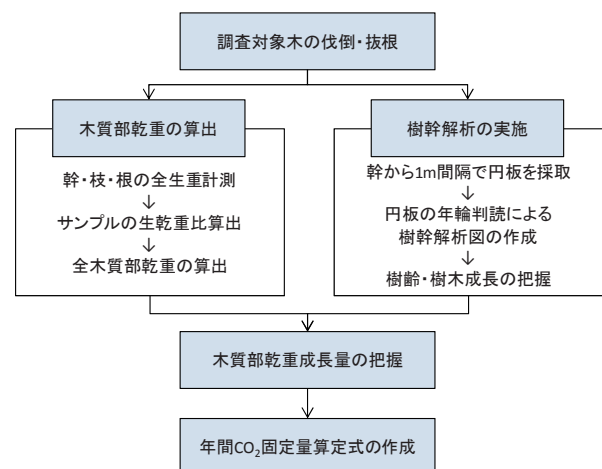 調査対象木の伐倒・抜根
木質部乾重の算出
幹・枝・根の全生重計測
↓
サンプルの生乾重比算出
↓
全木質部乾重の算出
樹幹解析の実施
幹から1m間隔で円板を採取
↓
円板の年輪判読による
樹幹解析図の作成
↓
樹齢・樹木成長の把握
木質部乾重成長量の把握
年間CO₂固定量算定式の作成